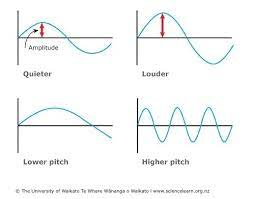 Amplitude
Quieter
Louder
Lower pitch
Higher pitch
© The University of Waikato Te Whare Wānanga o Waikato I www.sciencelearn.org.nz